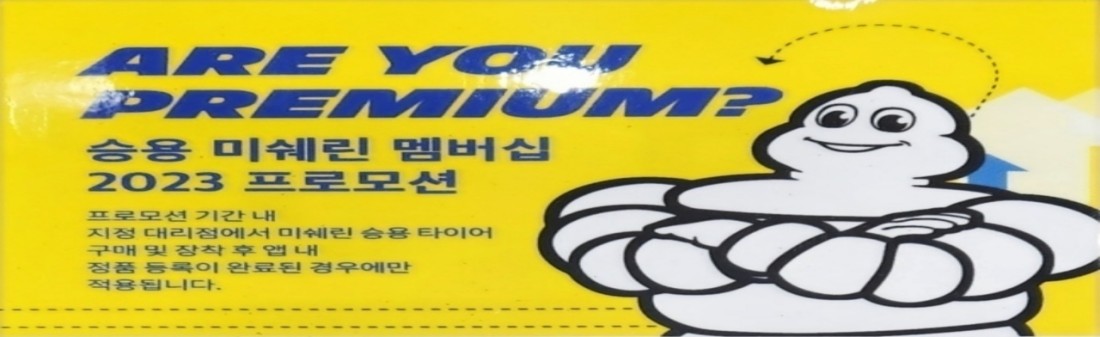 ARE YOU
PREMIUM?
승용 미쉐린 멤버십
2023 프로모션
프로모션 기간 내
지정 대리점에서 미쉐린 승용 타이어
구매 및 장착 후 앱 내
정품 등록이 완료된 경우에만
적용됩니다.